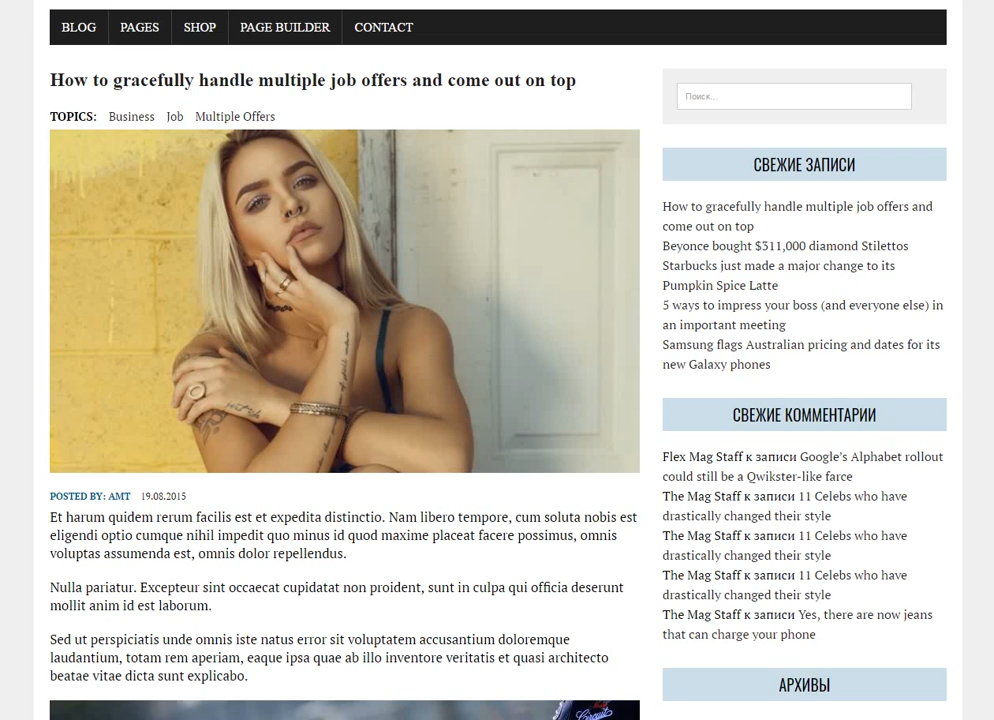 BLOG PAGES SHOP PAGE BUILDER CONTACT
How to gracefully handle multiple job offers and come out on top
TOPICS: Business Job Multiple Offers
POSTED BY: AMT 19.08.2015
Et harum quidem rerum facilis est et expedita distinctio. Nam libero tempore, cum soluta nobis est
eligendi optio cumque nihil impedit quo minus id quod maxime placeat facere possimus, omnis
voluptas assumenda est, omnis dolor repellendus.
Nulla pariatur. Excepteur sint occaecat cupidatat non proident, sunt in culpa qui officia deserunt
mollit anim id est laborum.
Sed ut perspiciatis unde omnis iste natus error sit voluptatem accusantium doloremque
laudantium, totam rem aperiam, eaque ipsa quae ab illo inventore veritatis et quasi architecto
beatae vitae dicta sunt explicabo.
Поиск…
СВЕЖИЕ ЗАПИСИ
How to gracefully handle multiple job offers and
come out on top
Beyonce bought $311,000 diamond Stilettos
Starbucks just made a major change to its
Pumpkin Spice Latte
5 ways to impress your boss (and everyone else) in
an important meeting
Samsung flags Australian pricing and dates for its
new Galaxy phones
СВЕЖИЕ КОММЕНТАРИИ
Flex Mag Staff к записи Google's Alphabet rollout
could still be a Qwikster-like farce
The Mag Staff к записи 11 Celebs who have
drastically changed their style
The Mag Staff к записи 11 Celebs who have
drastically changed their style
The Mag Staff к записи 11 Celebs who have
drastically changed their style
The Mag Staff к записи Yes, there are now jeans
that can charge your phone
АРХИВЫ